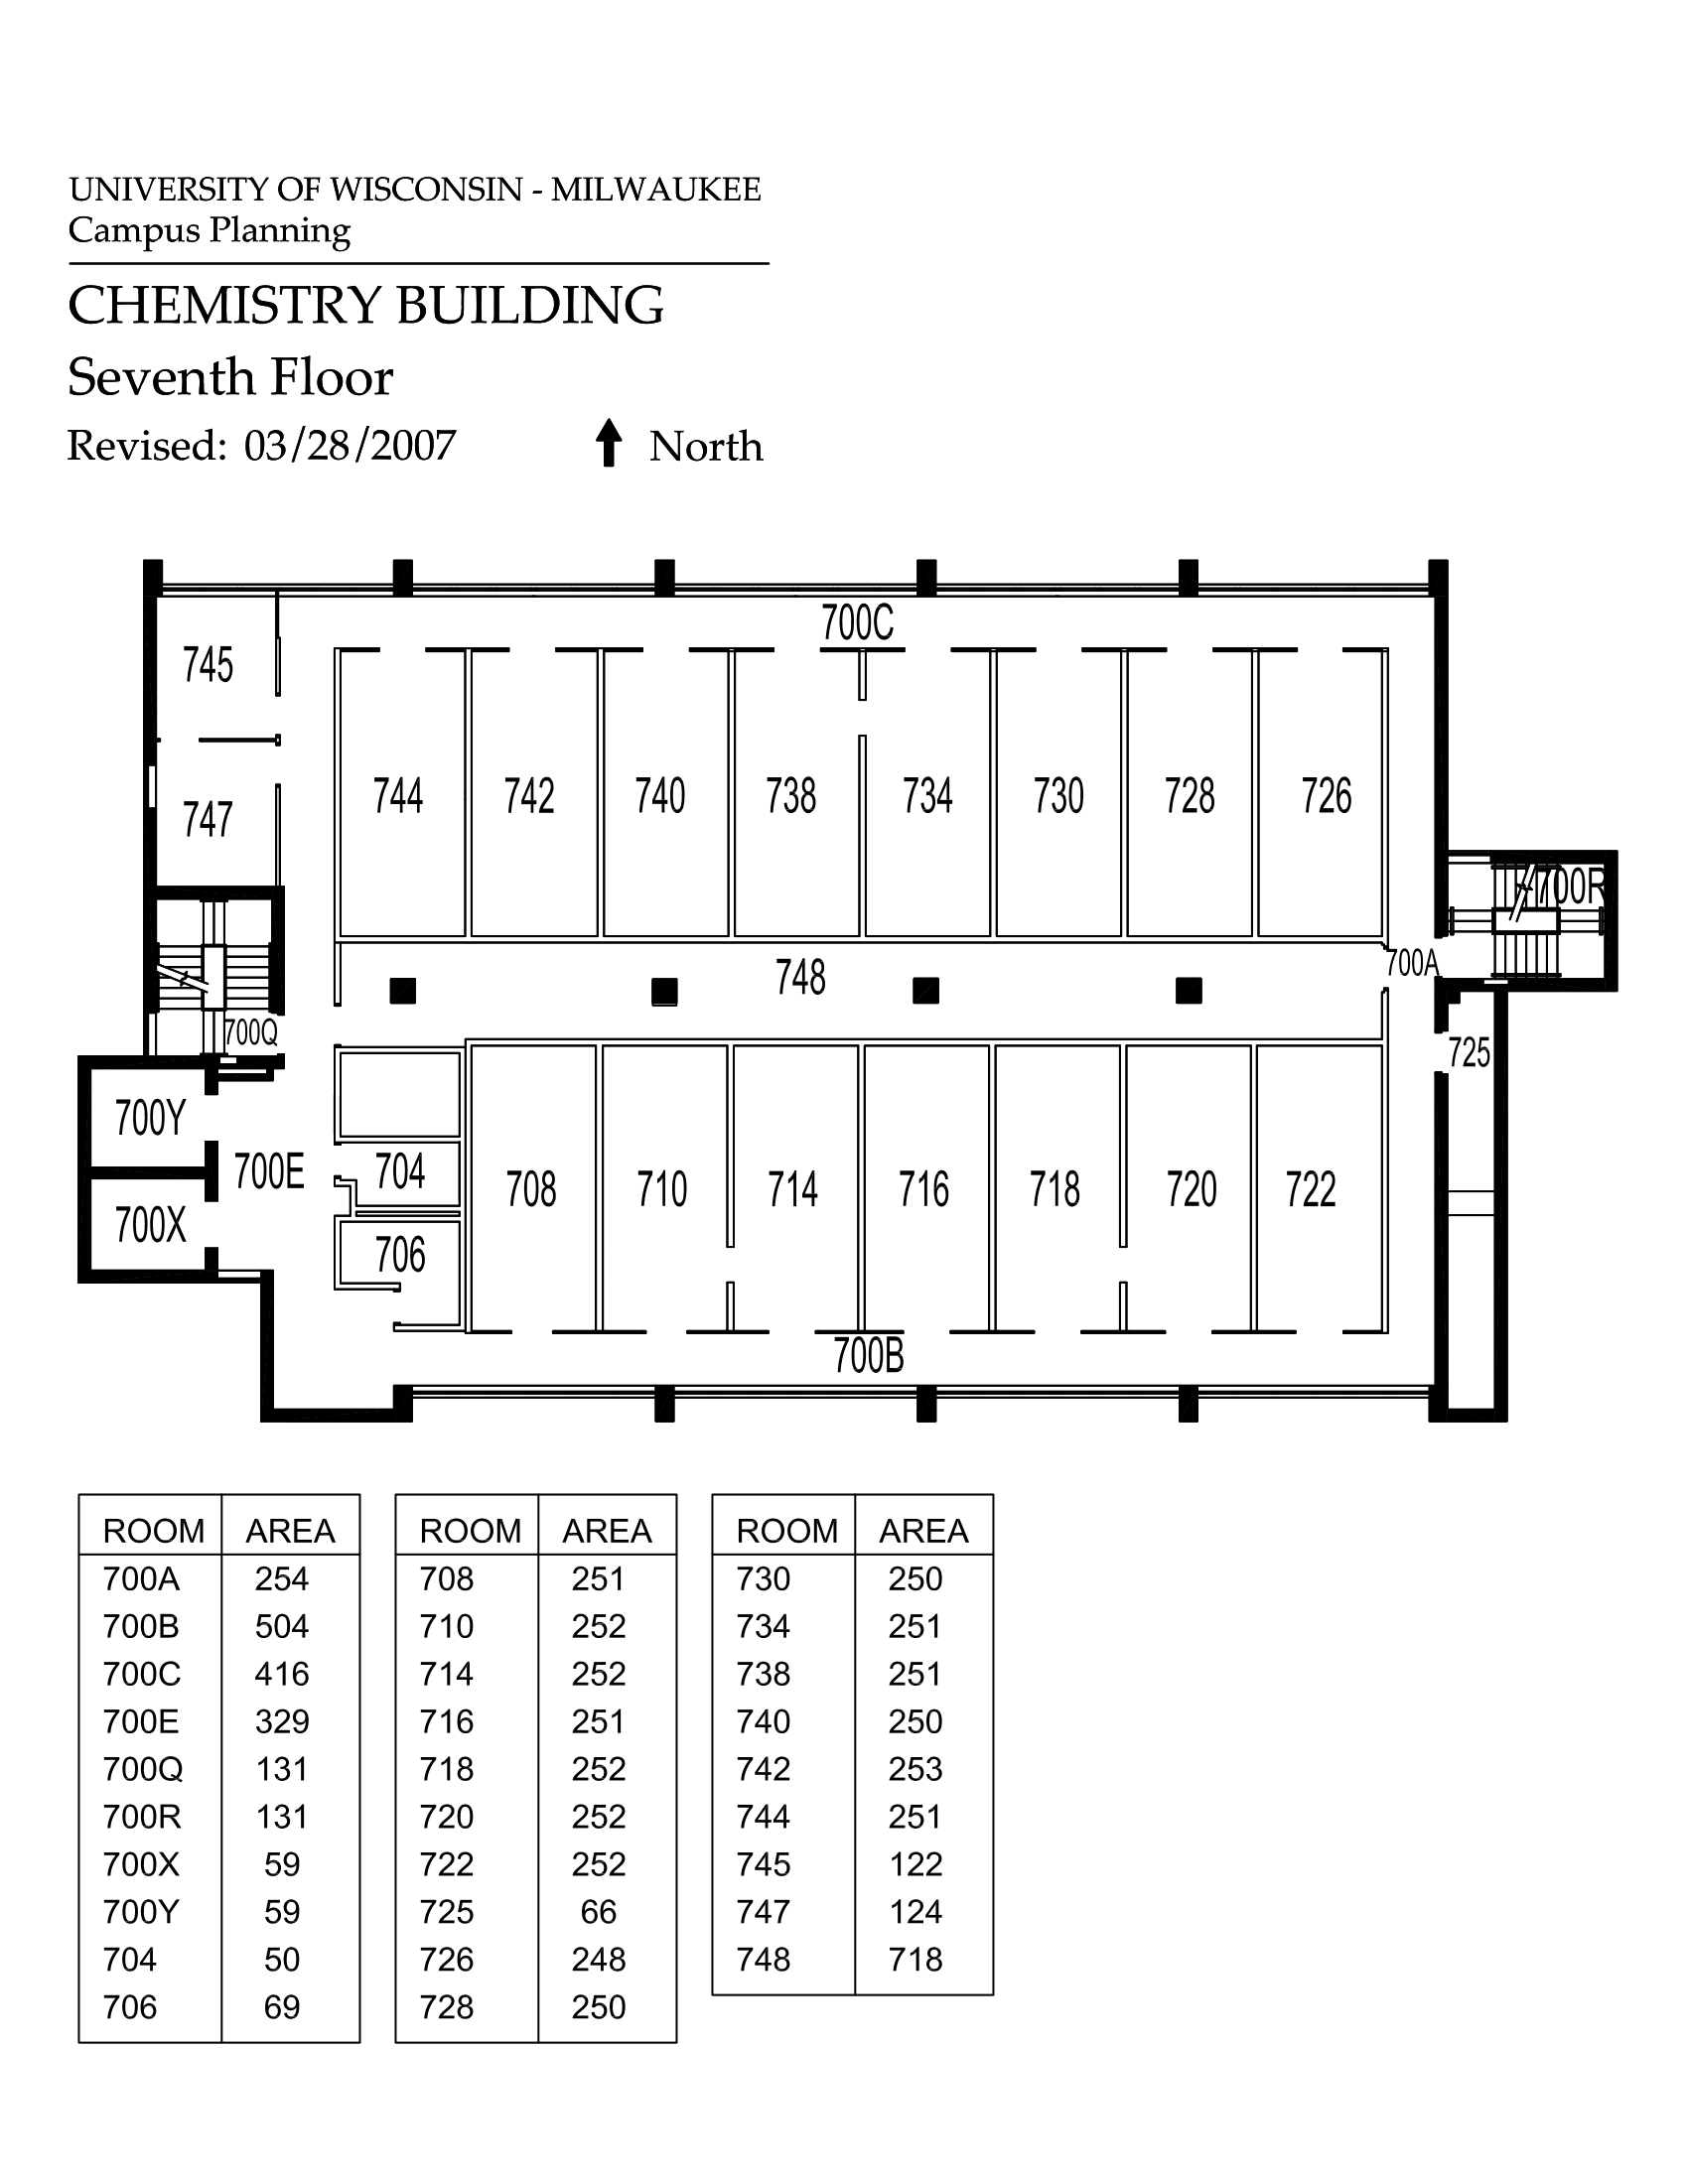 UNIVERSITY OF WISCONSIN - MILWAUKEE
Campus Planning
CHEMISTRY BUILDING
Seventh Floor
Revised: 03/28/2007 North
700C
745
744 742 740 738 734 730 728 726
747
700R
748
700A
700Q
725
700Y
700E
704
708 710 714 716 718 720 722
700X
706
700B
ROOM AREA ROOM AREA ROOM AREA
700A 254 708 251 730 250
700B 504 710 252 734 251
700C 416 714 252 738 251
700E 329 716 251 740 250
700Q 131 718 252 742 253
700R 131 720 252 744 251
700X 59 722 252 745 122
700Y 59 725 66 747 124
704 50 726 248 748 718
706 69 728 250